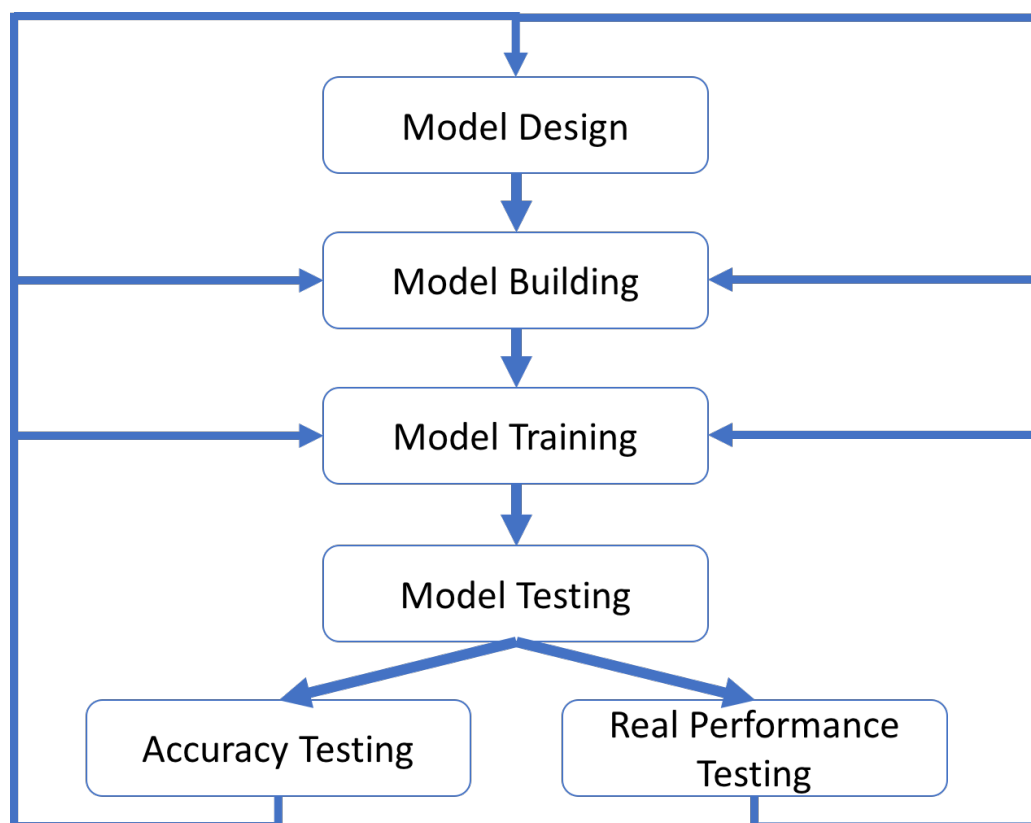 Model Design
Model Building
Model Training
Model Testing
Accuracy Testing
Real Performance
Testing